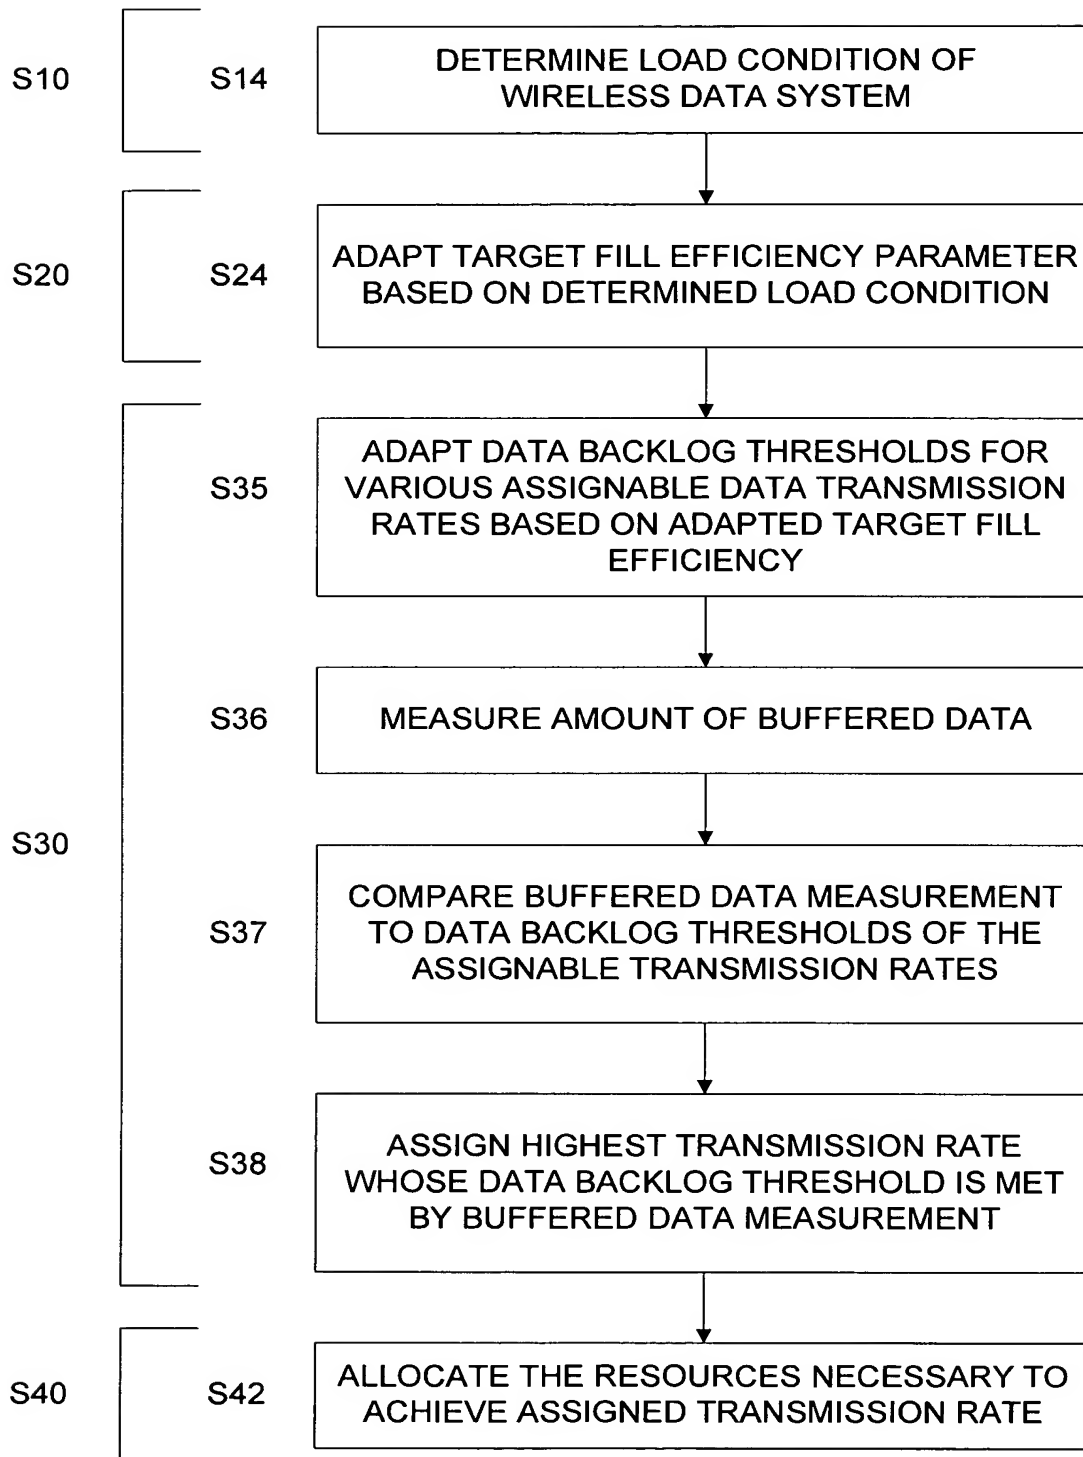 S10
S14
DETERMINE LOAD CONDITION OF
WIRELESS DATA SYSTEM
S20
S24
ADAPT TARGET FILL EFFICIENCY PARAMETER
BASED ON DETERMINED LOAD CONDITION
S30
S35
ADAPT DATA BACKLOG THRESHOLDS FOR
VARIOUS ASSIGNABLE DATA TRANSMISSION
RATES BASED ON ADAPTED TARGET FILL
EFFICIENCY
S36
MEASURE AMOUNT OF BUFFERED DATA
S37
COMPARE BUFFERED DATA MEASUREMENT
TO DATA BACKLOG THRESHOLDS OF THE
ASSIGNABLE TRANSMISSION RATES
S38
ASSIGN HIGHEST TRANSMISSION RATE
WHOSE DATA BACKLOG THRESHOLD IS MET
BY BUFFERED DATA MEASUREMENT
S40
S42
ALLOCATE THE RESOURCES NECESSARY TO
ACHIEVE ASSIGNED TRANSMISSION RATE